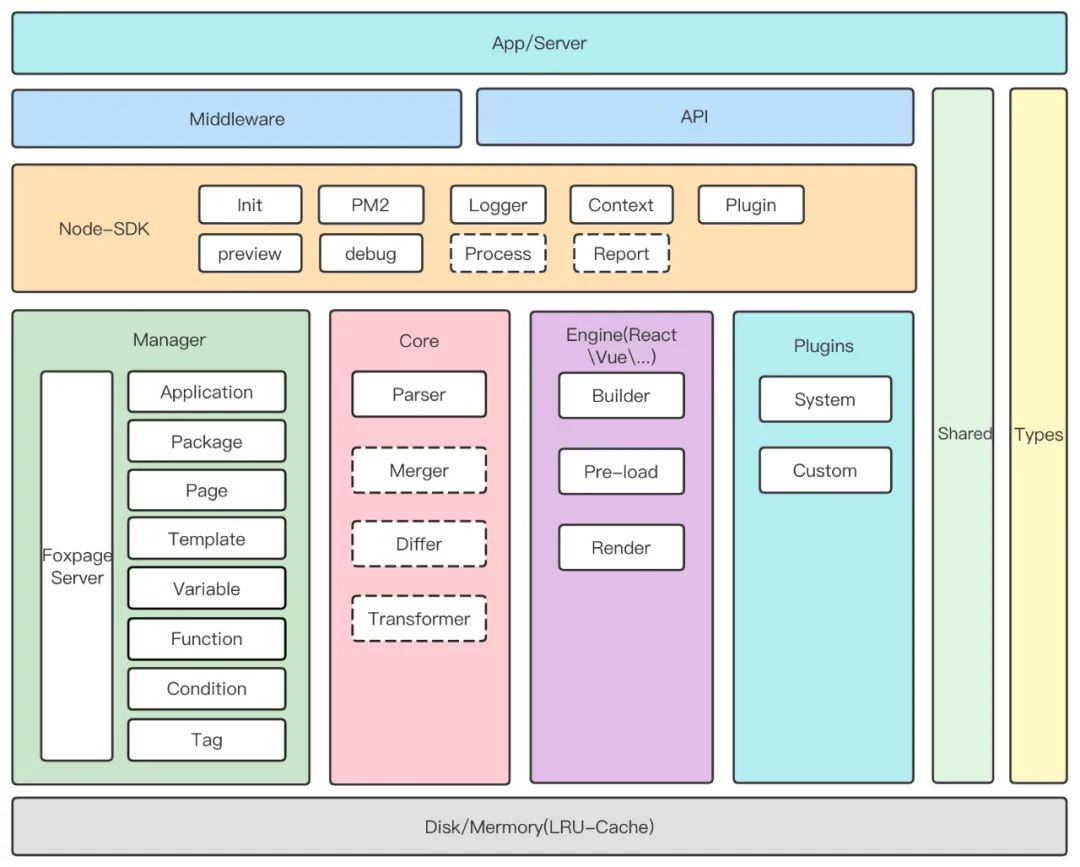 App/Server
Middleware
API
Node-SDK
Init
PM2
Logger
Context
Plugin
preview
debug
Process
Report
Manager
Foxpage
Server
Application
Package
Page
Template
Variable
Function
Condition
Tag
Core
Parser
Merger
Differ
Transformer
Engine(React
\Vue\...)
Builder
Pre-load
Render
Plugins
System
Custom
Shared
Types
Disk/Mermory(LRU-Cache)